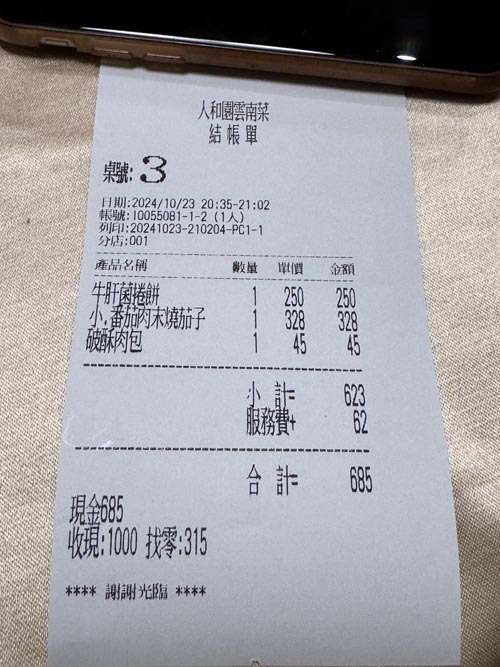 人和園雲南菜
結帳單
桌號: 3
日期:2024/10/23 20:35-21:02
帳號:10055081-1-2 (1人)
列印:20241023-210204-PC1-1
分店:001
產品名稱 數量 單價 金額
牛肝菌捲餅 1 250 250
小.番茄肉末燒茄子 1 328 328
破酥肉包 1 45 45
小 計= 623
服務費+ 62
合 計= 685
現金685
收現:1000 找零:315
**** 謝謝光臨 ****